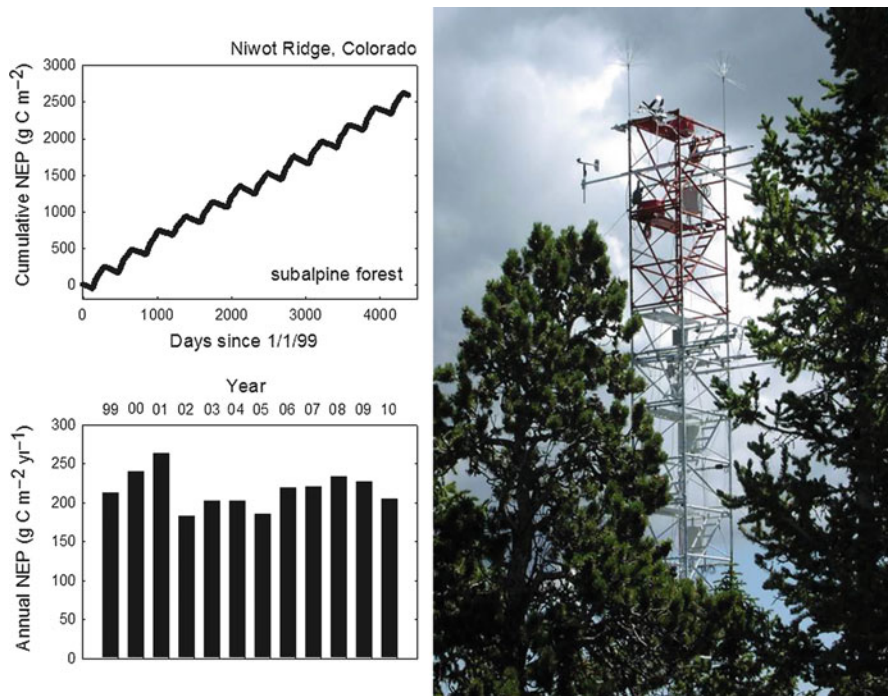 Niwot Ridge, Colorado
Cumulative NEP (g C m−2)
3000
2500
2000
1500
1000
500
0
subalpine forest
0 1000 2000 3000 4000
Days since 1/1/99
Year
99 00 01 02 03 04 05 06 07 08 09 10
Annual NEP (g C m−2 yr−1)
300
250
200
150
100
50
0